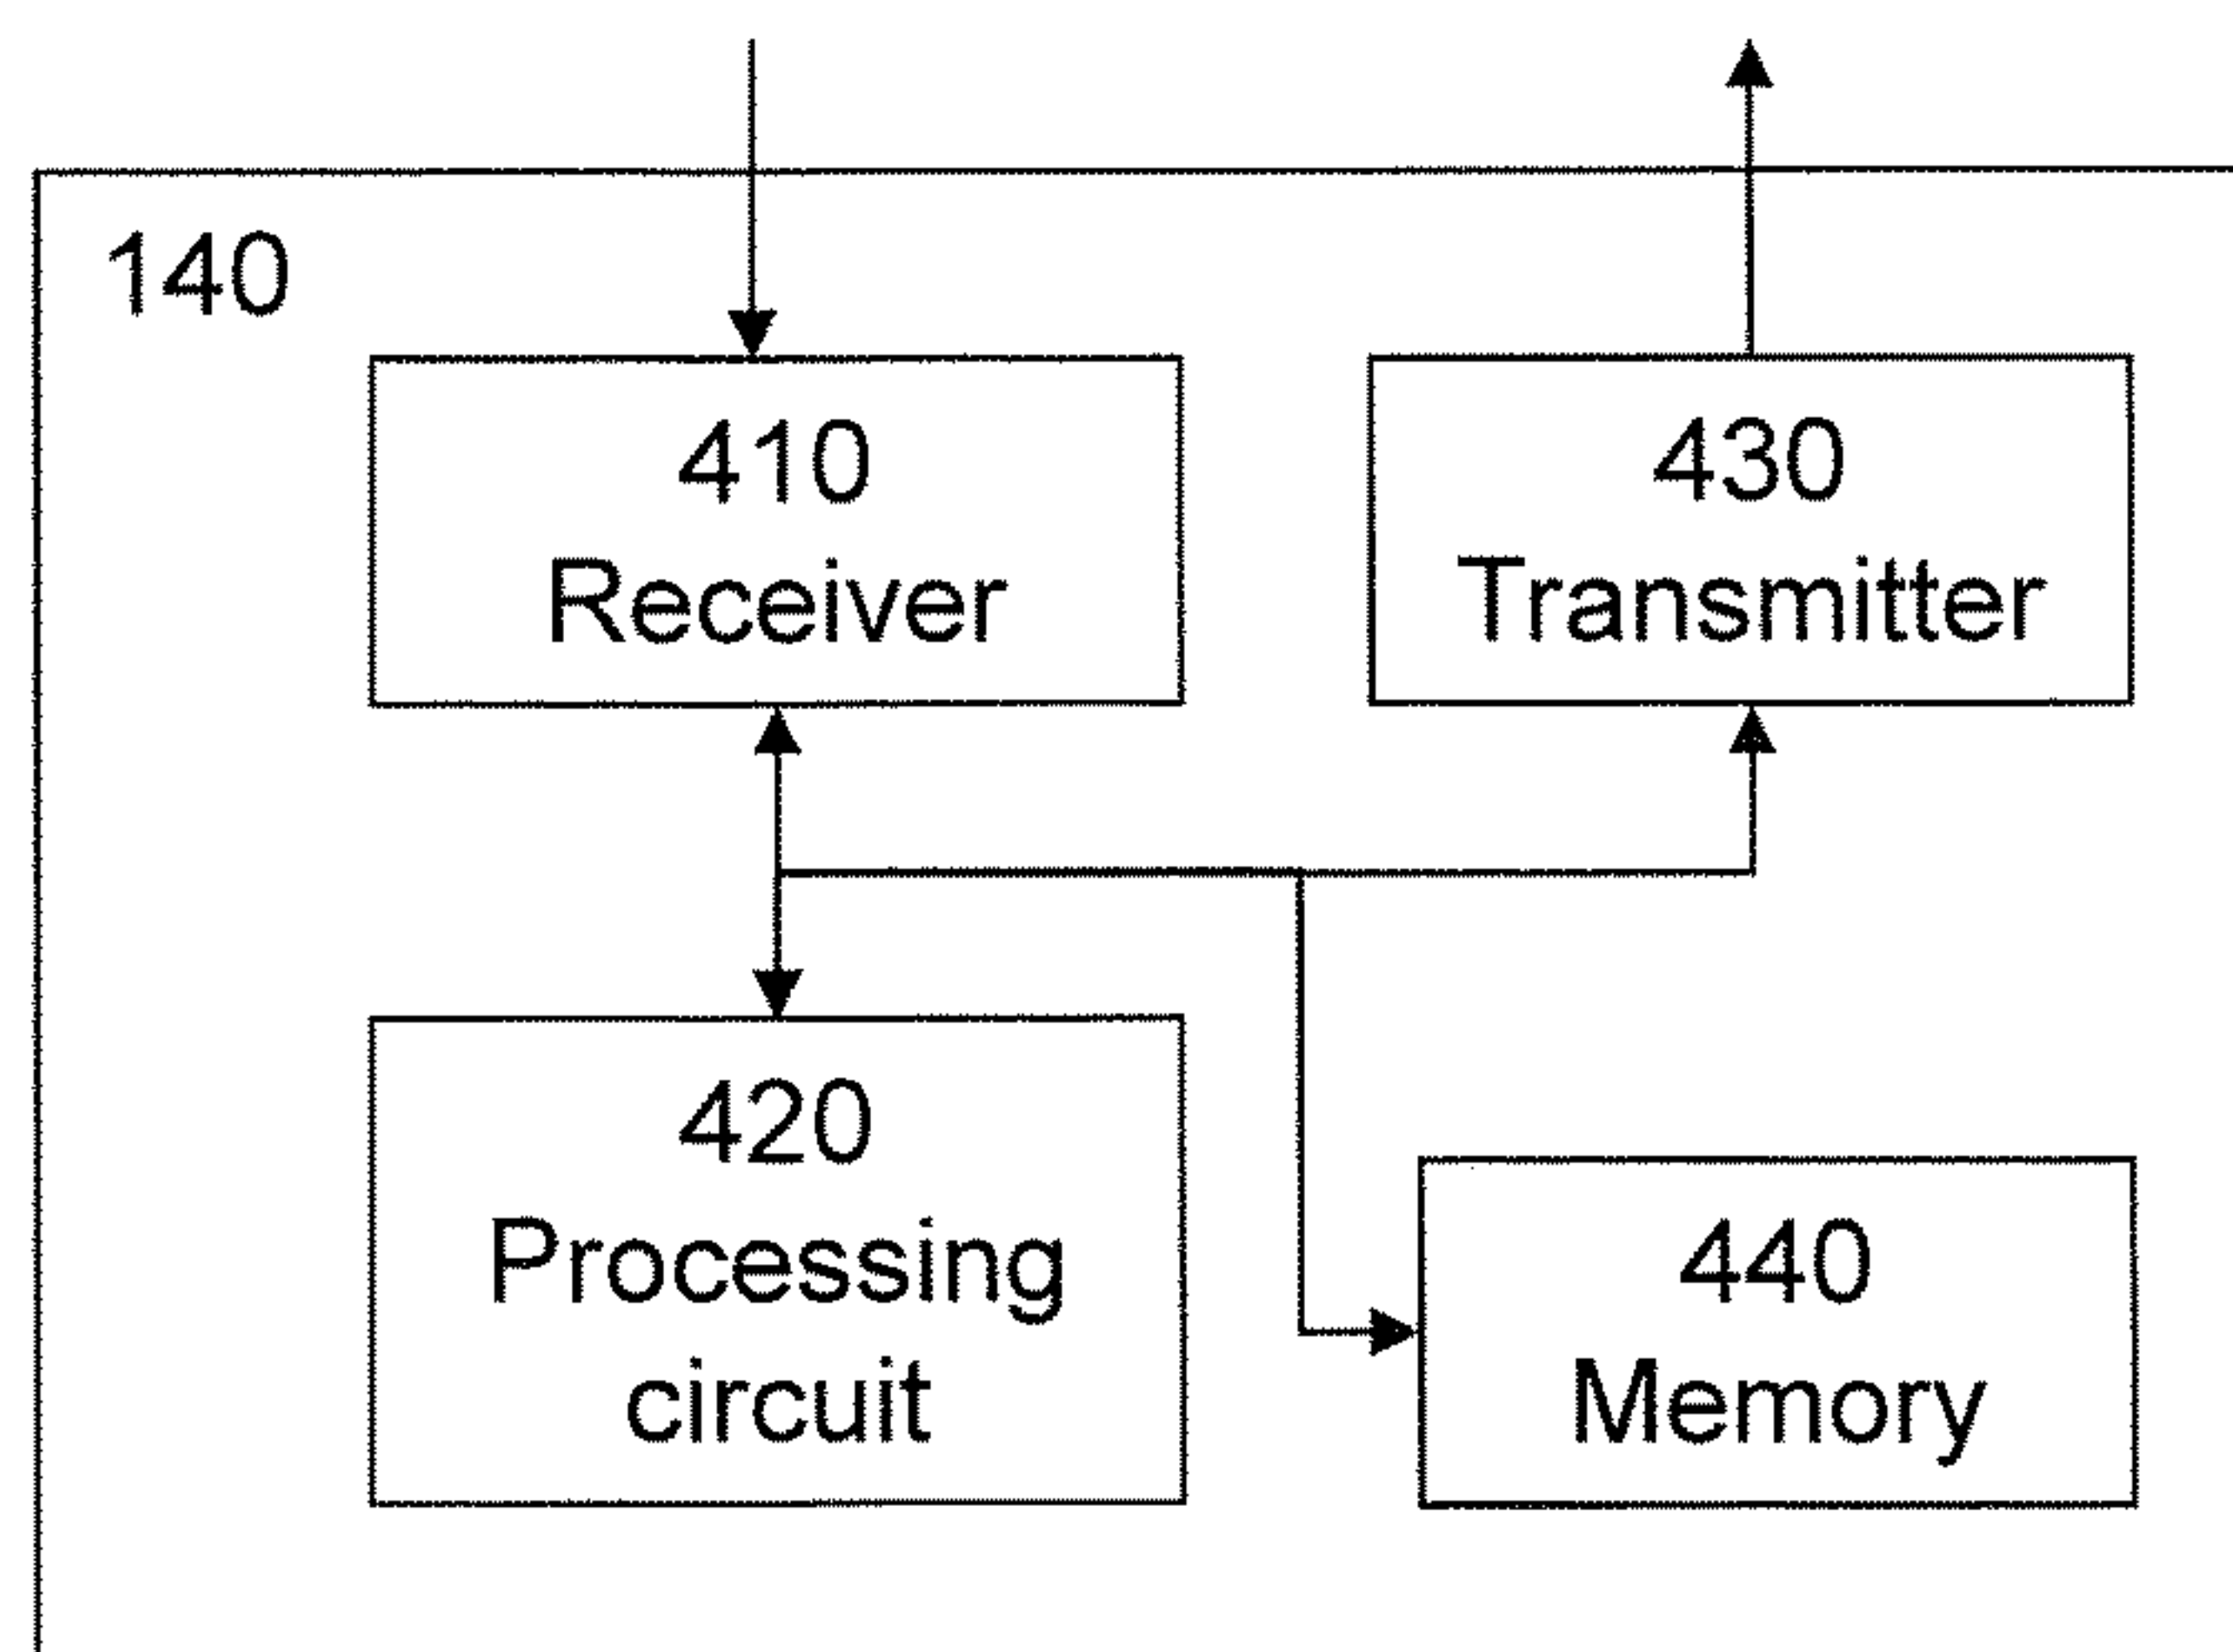 140
410
Receiver
430
Transmitter
420
Processing
circuit
440
Memory